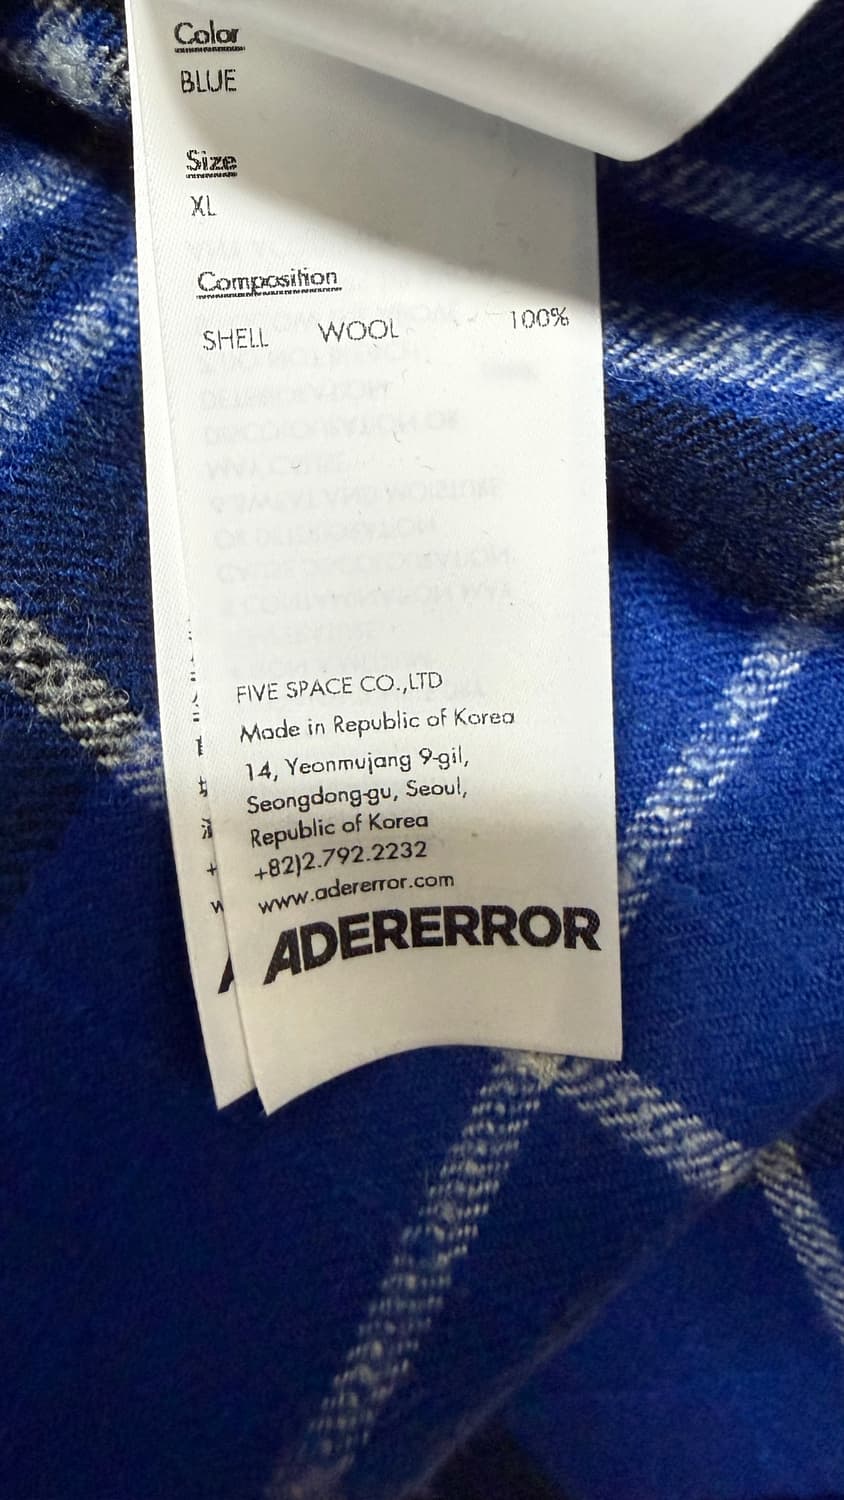 Color
BLUE
Size
XL
Composition
SHELL WOOL 100%
FIVE SPACE CO.,LTD
Made in Republic of Korea
14, Yeonmujang 9-gil,
Seongdong-gu, Seoul,
Republic of Korea
+82)2.792.2232
www.adererror.com
ADERERROR